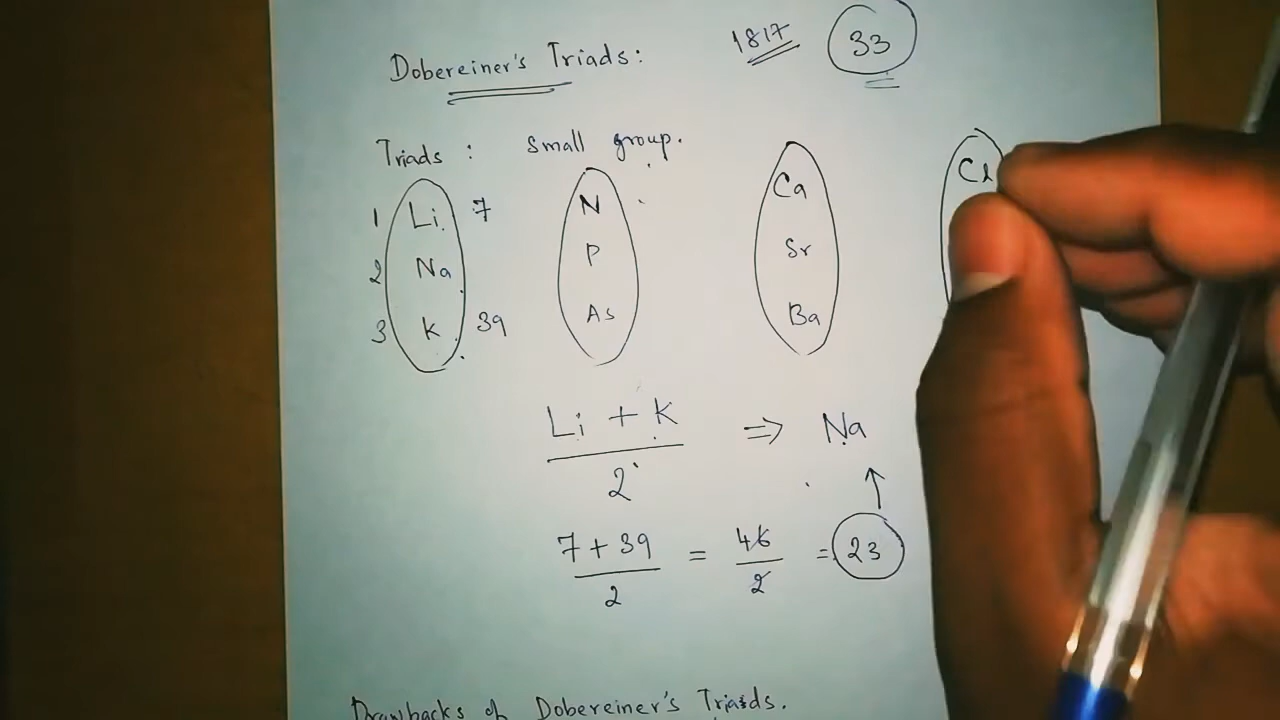 Dobereiner's Triads: 1817 33
Triads : Small group.
1 Li 7 N Ca Cl
2 Na P Sr
3 K 39 As Ba
Li + K / 2 ⇒ Na
↑
7 + 39 / 2 = 46 / 2 = 23
Drawbacks of Dobereiner's Triads.